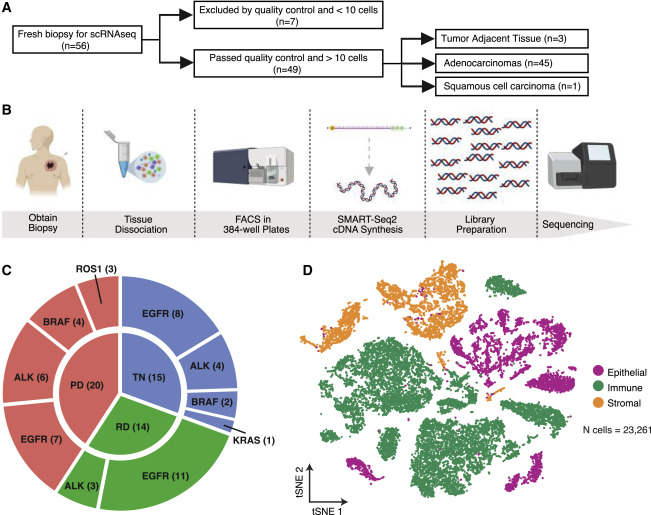 A
Fresh biopsy for scRNAseq
(n=56)
Excluded by quality control and < 10 cells
(n=7)
Passed quality control and > 10 cells
(n=49)
Tumor Adjacent Tissue (n=3)
Adenocarcinomas (n=45)
Squamous cell carcinoma (n=1)
B
Obtain
Biopsy
Tissue
Dissociation
FACS in
384-well Plates
SMART-Seq2
cDNA Synthesis
Library
Preparation
Sequencing
C
ROS1 (3)
BRAF (4)
ALK (6)
EGFR (7)
PD (20)
TN (15)
RD (14)
EGFR (8)
ALK (4)
BRAF (2)
KRAS (1)
EGFR (11)
ALK (3)
D
Epithelial
Immune
Stromal
N cells = 23,261
tSNE 2
tSNE 1